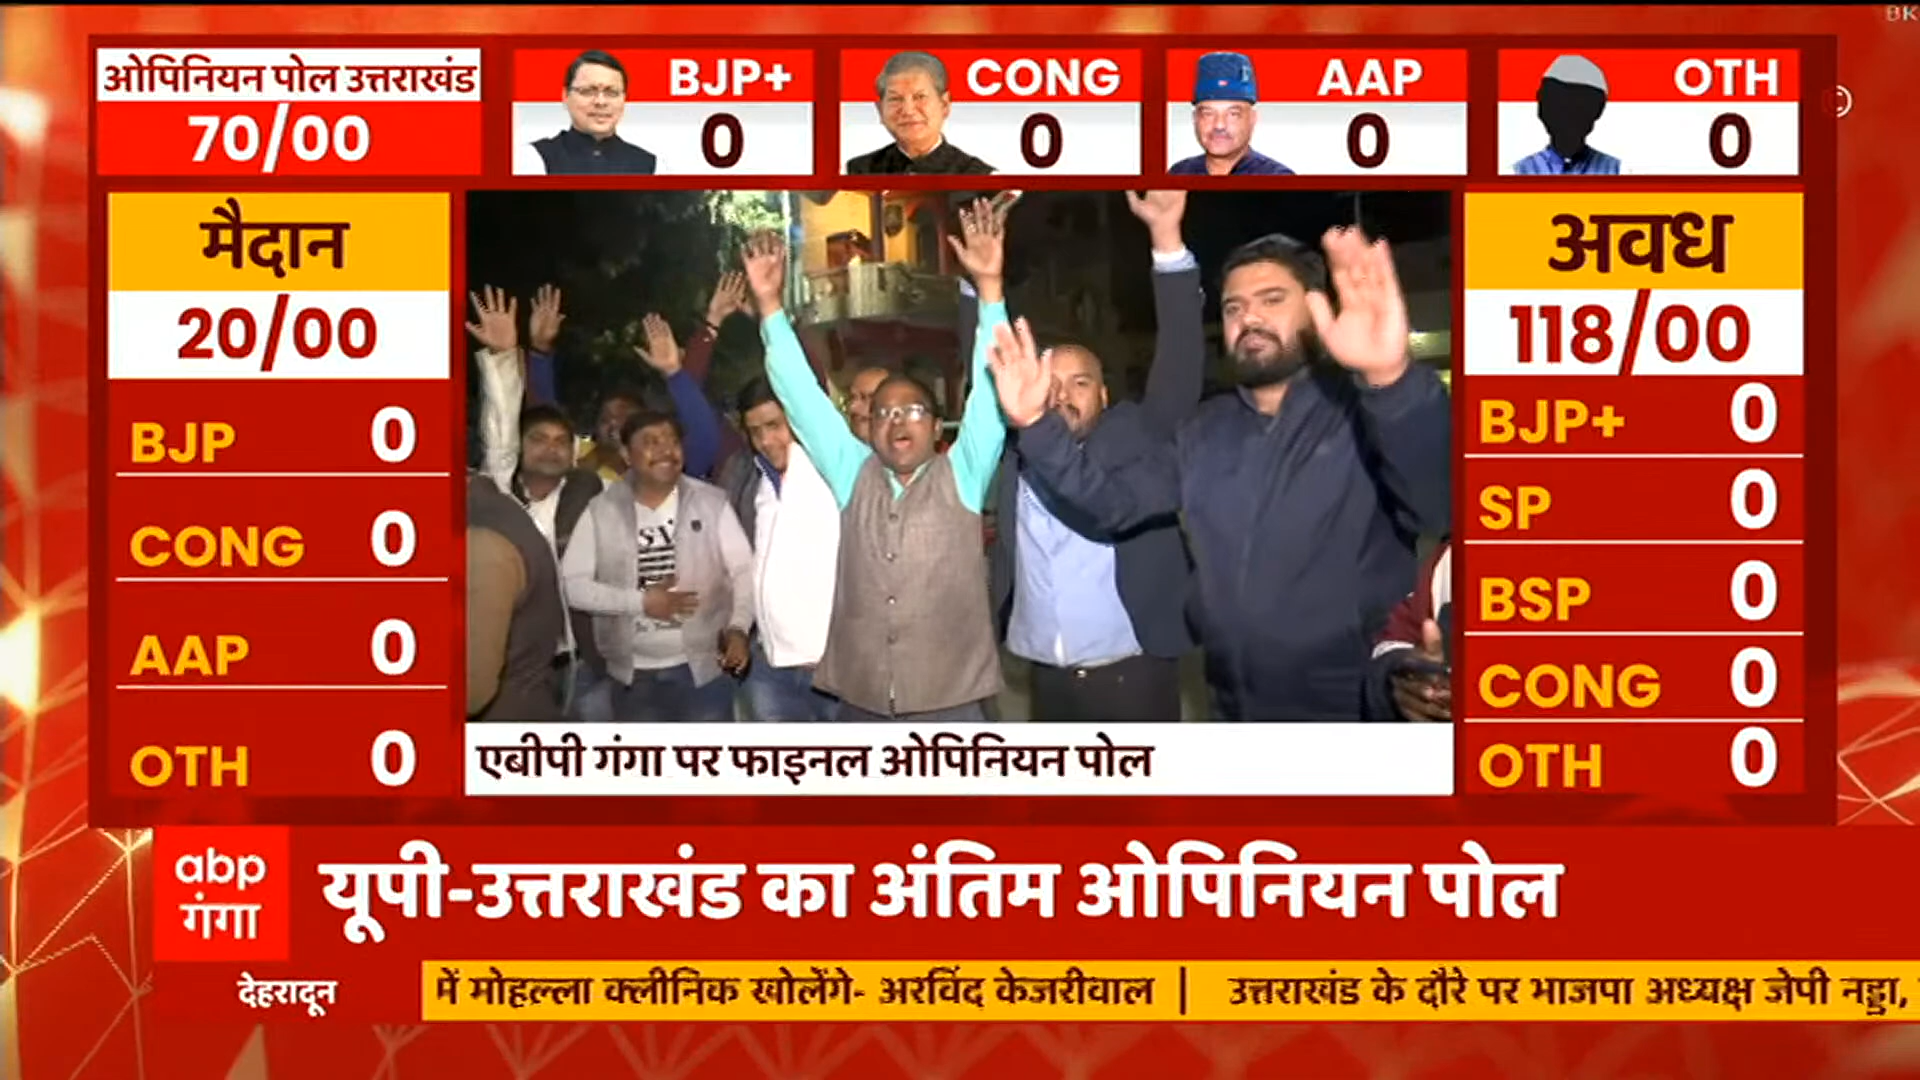 BK
ओपिनियन पोल उत्तराखंड
70/00
BJP+
0
CONG
0
AAP
0
OTH
0
मैदान
20/00
BJP 0
CONG 0
AAP 0
OTH 0
अवध
118/00
BJP+ 0
SP 0
BSP 0
CONG 0
OTH 0
एबीपी गंगा पर फाइनल ओपिनियन पोल
abp
गंगा
यूपी-उत्तराखंड का अंतिम ओपिनियन पोल
देहरादून
में मोहल्ला क्लीनिक खोलेंगे- अरविंद केजरीवाल | उत्तराखंड के दौरे पर भाजपा अध्यक्ष जेपी नड्डा,